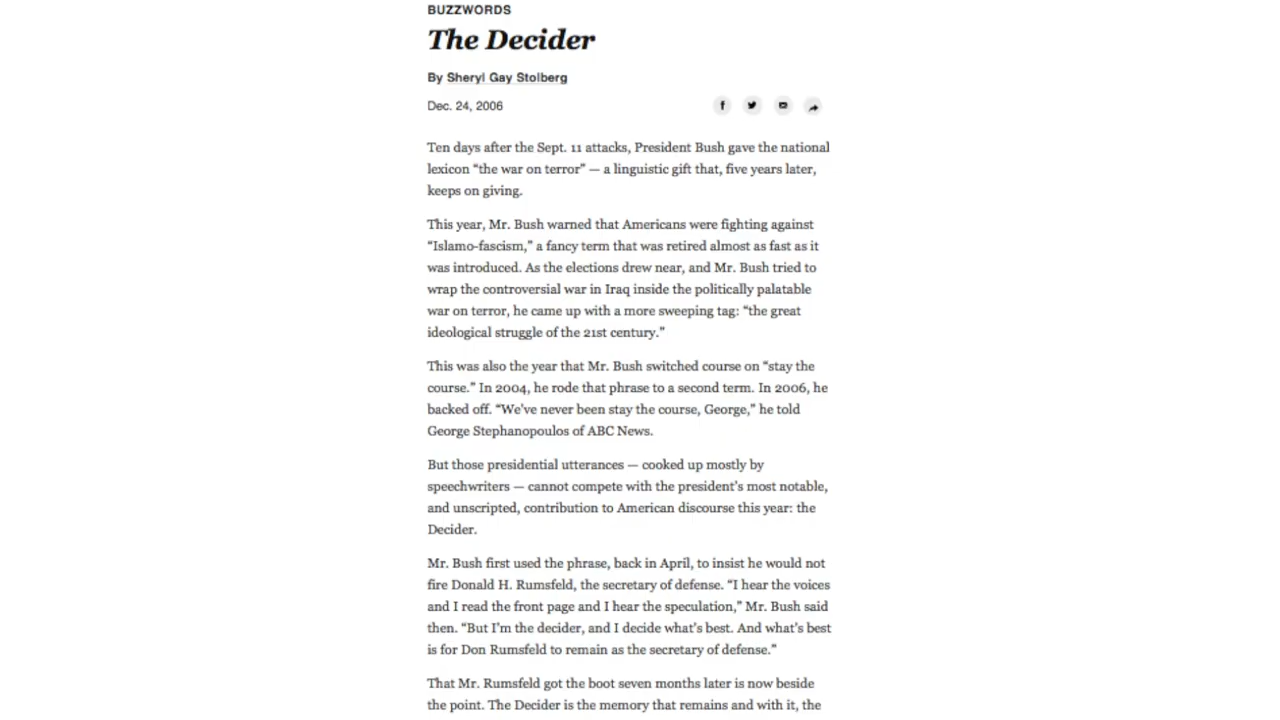 BUZZWORDS
The Decider
By Sheryl Gay Stolberg
Dec. 24, 2006
Ten days after the Sept. 11 attacks, President Bush gave the national
lexicon “the war on terror” — a linguistic gift that, five years later,
keeps on giving.
This year, Mr. Bush warned that Americans were fighting against
“Islamo-fascism,” a fancy term that was retired almost as fast as it
was introduced. As the elections drew near, and Mr. Bush tried to
wrap the controversial war in Iraq inside the politically palatable
war on terror, he came up with a more sweeping tag: “the great
ideological struggle of the 21st century.”
This was also the year that Mr. Bush switched course on “stay the
course.” In 2004, he rode that phrase to a second term. In 2006, he
backed off. “We’ve never been stay the course, George,” he told
George Stephanopoulos of ABC News.
But those presidential utterances — cooked up mostly by
speechwriters — cannot compete with the president’s most notable,
and unscripted, contribution to American discourse this year: the
Decider.
Mr. Bush first used the phrase, back in April, to insist he would not
fire Donald H. Rumsfeld, the secretary of defense. “I hear the voices
and I read the front page and I hear the speculation,” Mr. Bush said
then. “But I’m the decider, and I decide what’s best. And what’s best
is for Don Rumsfeld to remain as the secretary of defense.”
That Mr. Rumsfeld got the boot seven months later is now beside
the point. The Decider is the memory that remains and with it, the